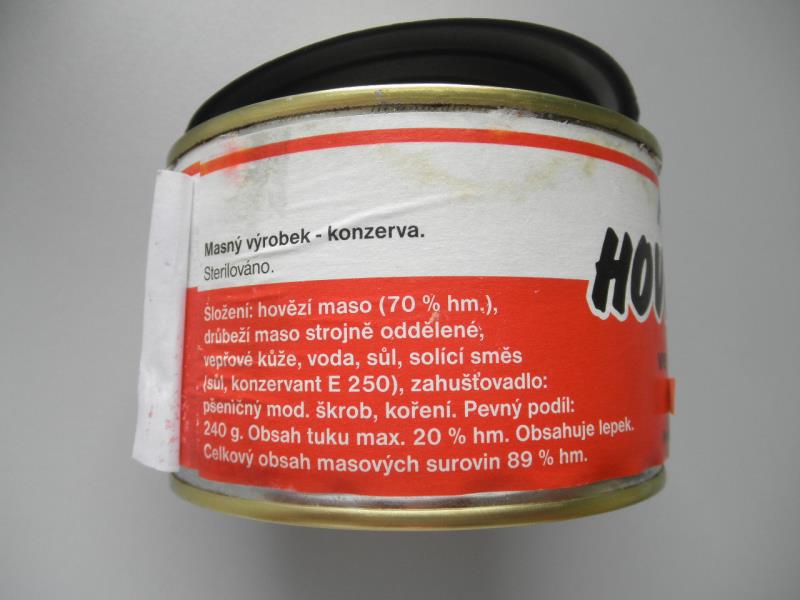 Masný výrobek - konzerva.
Sterilováno.
Složení: hovězí maso (70 % hm.),
drůbeží maso strojně oddělené,
vepřové kůže, voda, sůl, solící směs
(sůl, konzervant E 250), zahušťovadlo:
pšeničný mod. škrob, koření. Pevný podíl:
240 g. Obsah tuku max. 20 % hm. Obsahuje lepek.
Celkový obsah masových surovin 89 % hm.